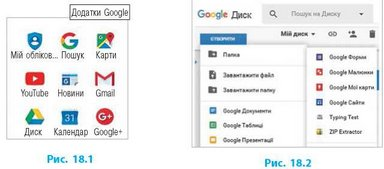 Додатки Google
Мій обліков... Пошук Карти
YouTube Новини Gmail
Диск Календар Google+
Рис. 18.1
Google Диск
Пошук на Диску
СТВОРИТИ
Мій диск
Папка
Завантажити файл
Завантажити папку
Google Документи
Google Таблиці
Google Презентації
Google Форми
Google Малюнки
Google Мої карти
Google Сайти
Typing Test
ZIP Extractor
Рис. 18.2